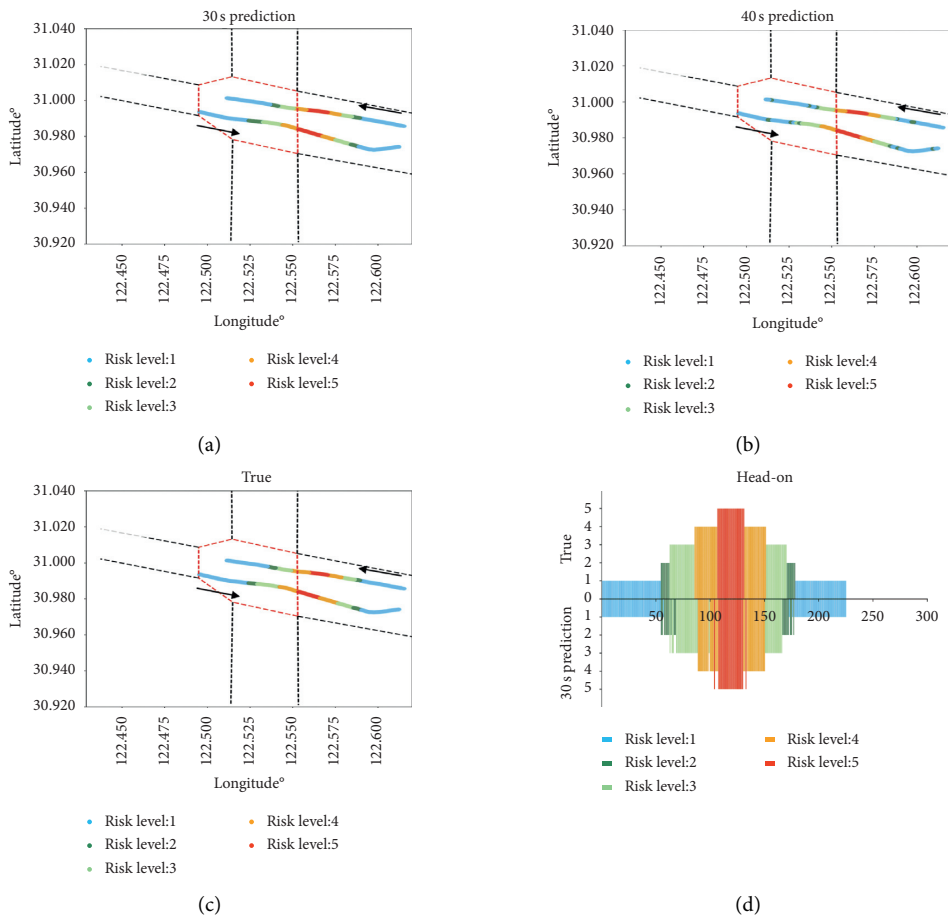 30 s prediction
31.040
31.020
31.000
30.980
30.960
30.940
30.920
Latitude°
122.450
122.475
122.500
122.525
122.550
122.575
122.600
Longitude°
Risk level:1
Risk level:4
Risk level:2
Risk level:5
Risk level:3
(a)
40 s prediction
31.040
31.020
31.000
30.980
30.960
30.940
30.920
Latitude°
122.450
122.475
122.500
122.525
122.550
122.575
122.600
Longitude°
Risk level:1
Risk level:4
Risk level:2
Risk level:5
Risk level:3
(b)
True
31.040
31.020
31.000
30.980
30.960
30.940
30.920
Latitude°
122.450
122.475
122.500
122.525
122.550
122.575
122.600
Longitude°
Risk level:1
Risk level:4
Risk level:2
Risk level:5
Risk level:3
(c)
Head-on
True
30 s prediction
5
4
3
2
1
0
1
2
3
4
5
50
100
150
200
250
300
Risk level:1
Risk level:4
Risk level:2
Risk level:5
Risk level:3
(d)